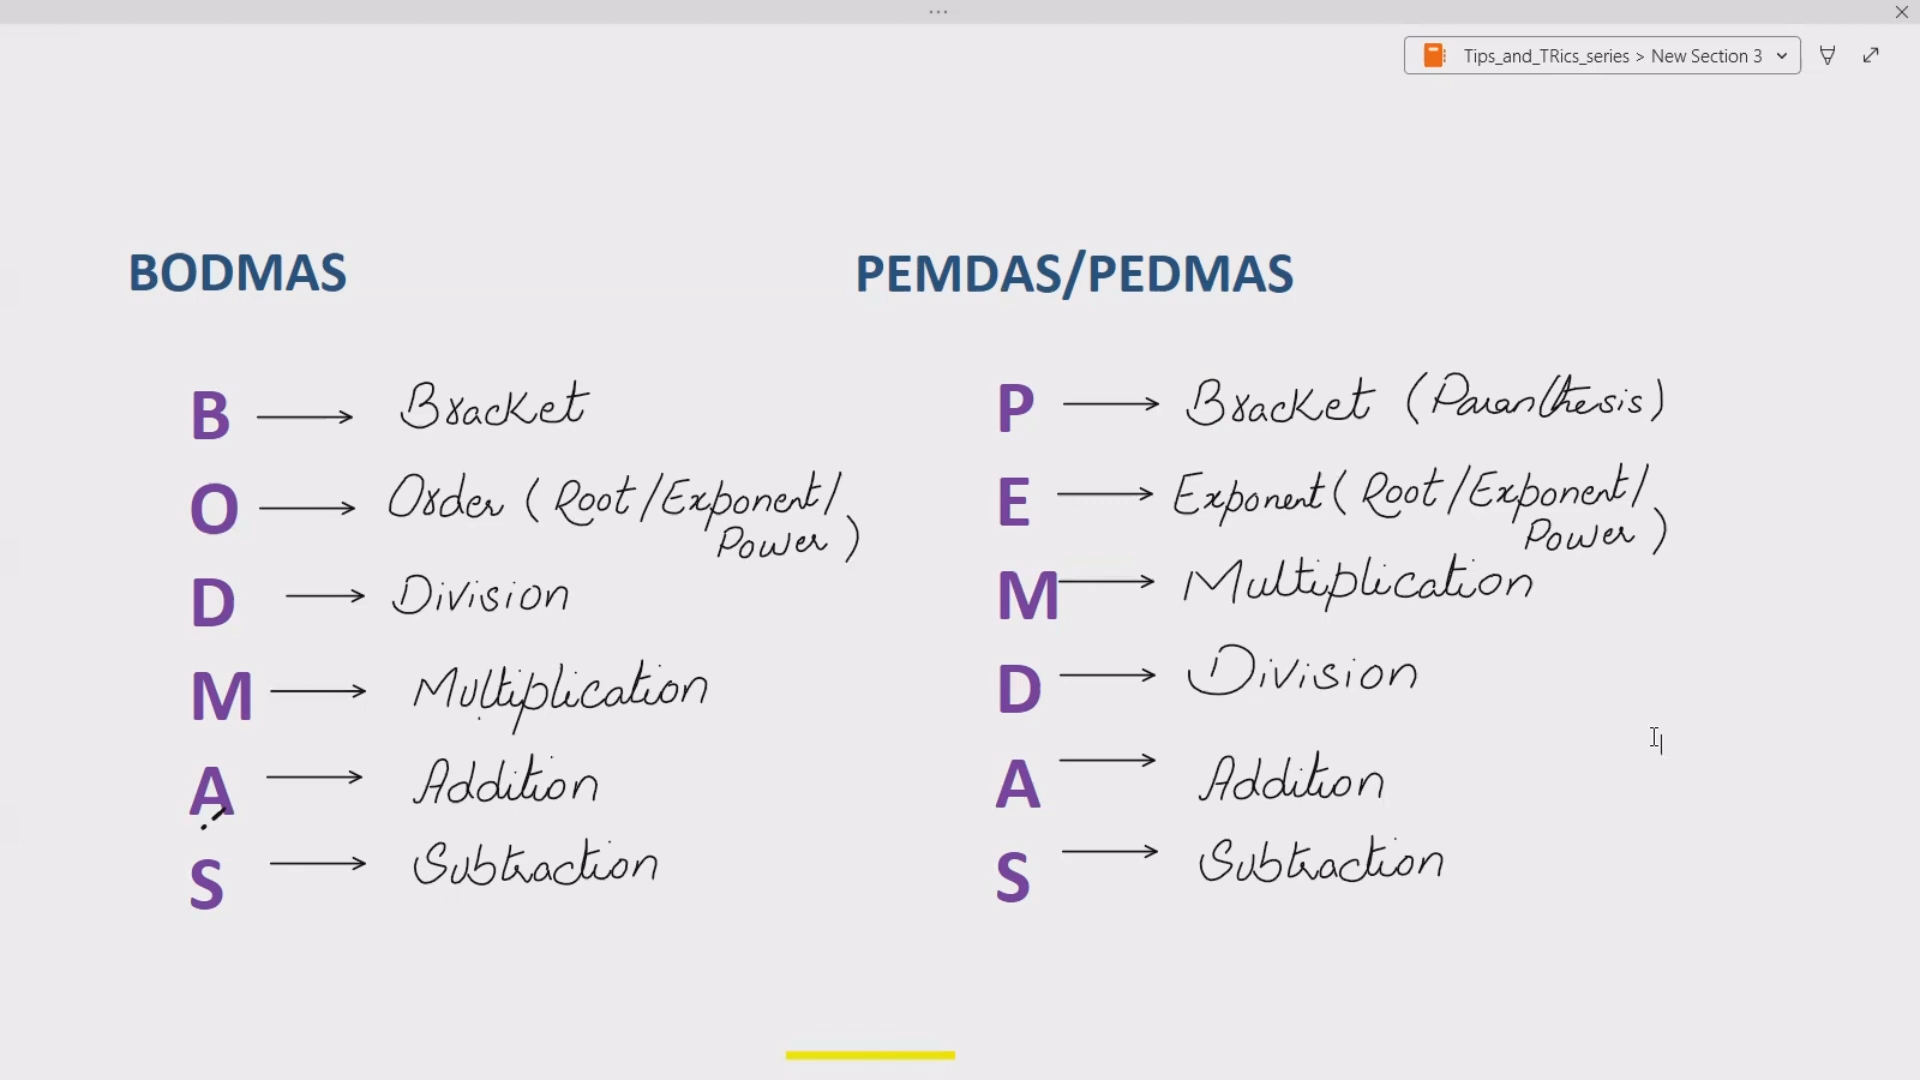 Tips_and_TRics_series > New Section 3
BODMAS
B → Bracket
O → Order (Root/Exponent/
Power)
D → Division
M → Multiplication
A → Addition
S → Subtraction
PEMDAS/PEDMAS
P → Bracket (Paranthesis)
E → Exponent (Root/Exponent/
Power)
M → Multiplication
D → Division
A → Addition
S → Subtraction